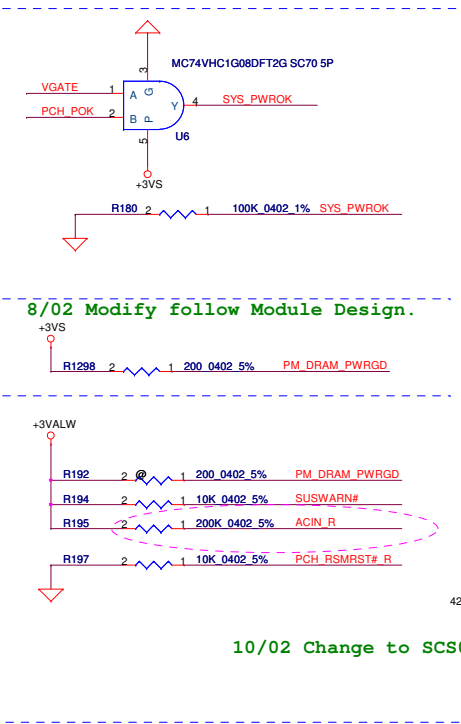 MC74VHC1G08DFT2G SC70 5P
3
VGATE 1 A G Y 4 SYS_PWROK
PCH_POK 2 B P
5 U6
+3VS
R180 2 1 100K_0402_1% SYS_PWROK
8/02 Modify follow Module Design.
+3VS
R1298 2 1 200_0402_5% PM_DRAM_PWRGD
+3VALW
R192 2 @ 1 200_0402_5% PM_DRAM_PWRGD
R194 2 1 10K_0402_5% SUSWARN#
R195 2 1 200K_0402_5% ACIN_R
R197 2 1 10K_0402_5% PCH_RSMRST#_R
42
10/02 Change to SCS